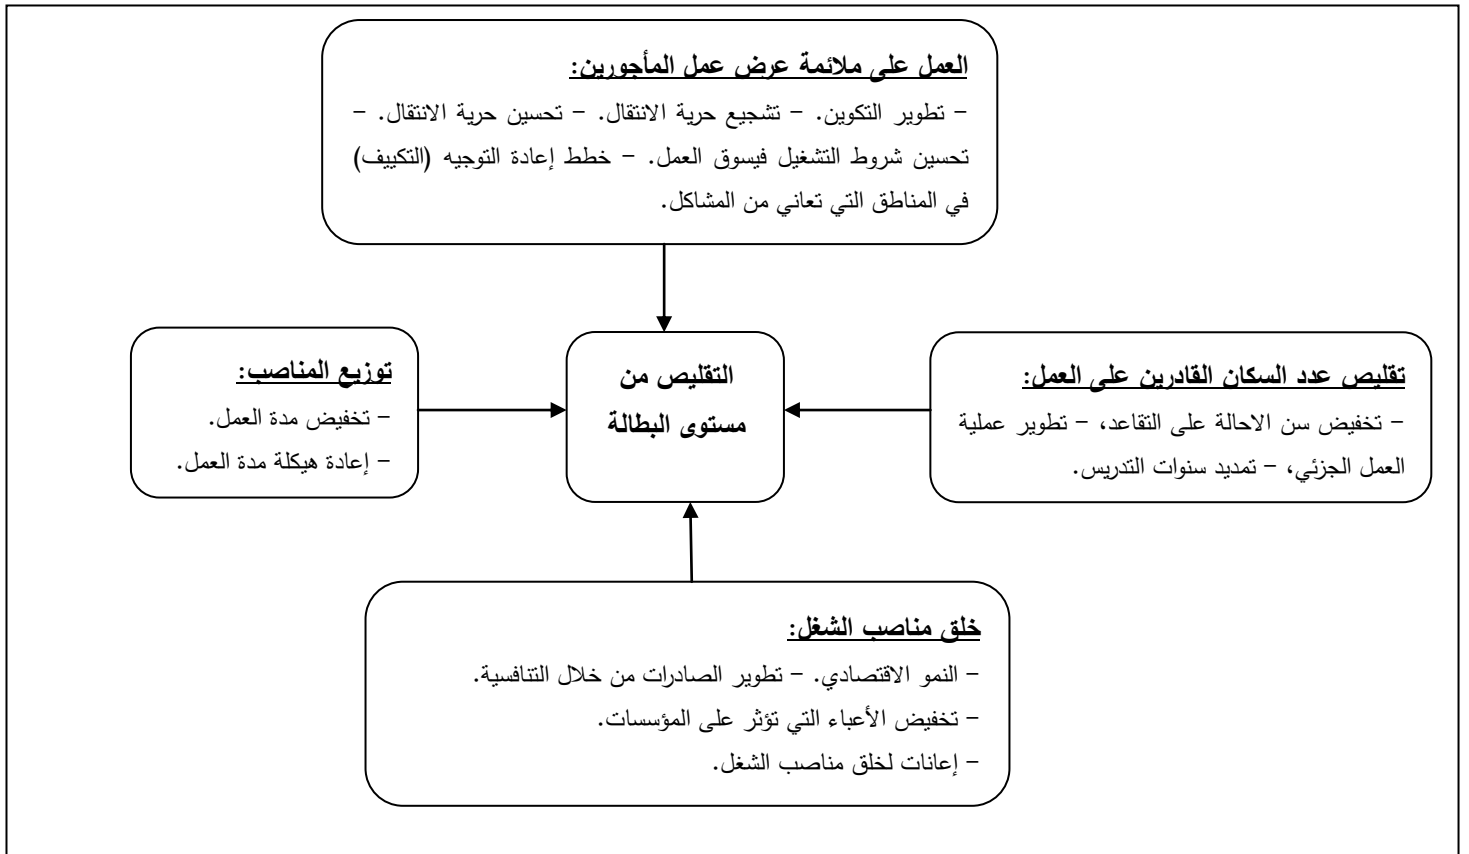 العمل على ملائمة عرض عمل المأجورين:
– تطوير التكوين. – تشجيع حرية الانتقال. – تحسين حرية الانتقال. –
تحسين شروط التشغيل فيسوق العمل. – خطط إعادة التوجيه (التكييف)
في المناطق التي تعاني من المشاكل.
تقليص عدد السكان القادرين على العمل:
– تخفيض سن الاحالة على التقاعد، – تطوير عملية
العمل الجزئي، – تمديد سنوات التدريس.
التقليص من
مستوى البطالة
توزيع المناصب:
– تخفيض مدة العمل.
– إعادة هيكلة مدة العمل.
خلق مناصب الشغل:
– النمو الاقتصادي. – تطوير الصادرات من خلال التنافسية.
– تخفيض الأعباء التي تؤثر على المؤسسات.
– إعانات لخلق مناصب الشغل.